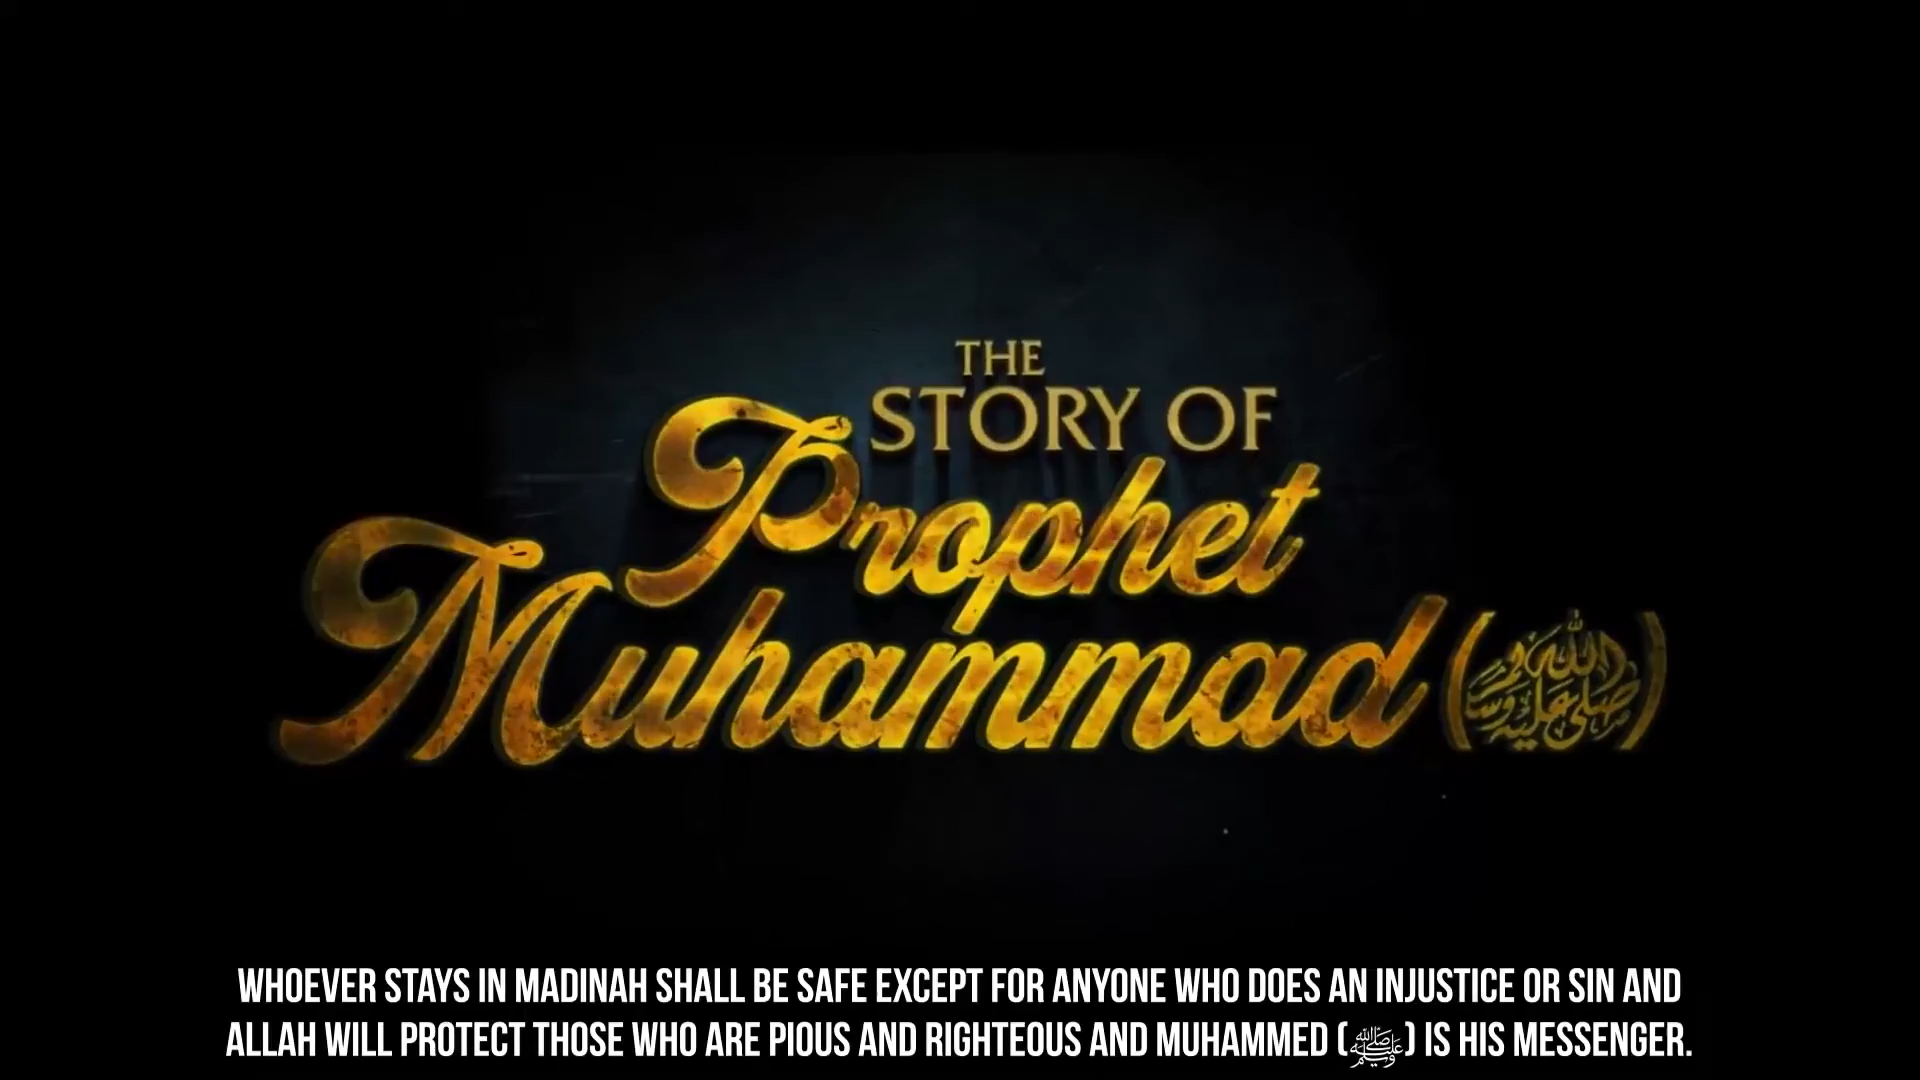 THE
STORY OF
Prophet
Muhammad (صلى الله عليه وسلم)
WHOEVER STAYS IN MADINAH SHALL BE SAFE EXCEPT FOR ANYONE WHO DOES AN INJUSTICE OR SIN AND
ALLAH WILL PROTECT THOSE WHO ARE PIOUS AND RIGHTEOUS AND MUHAMMED (ﷺ) IS HIS MESSENGER.